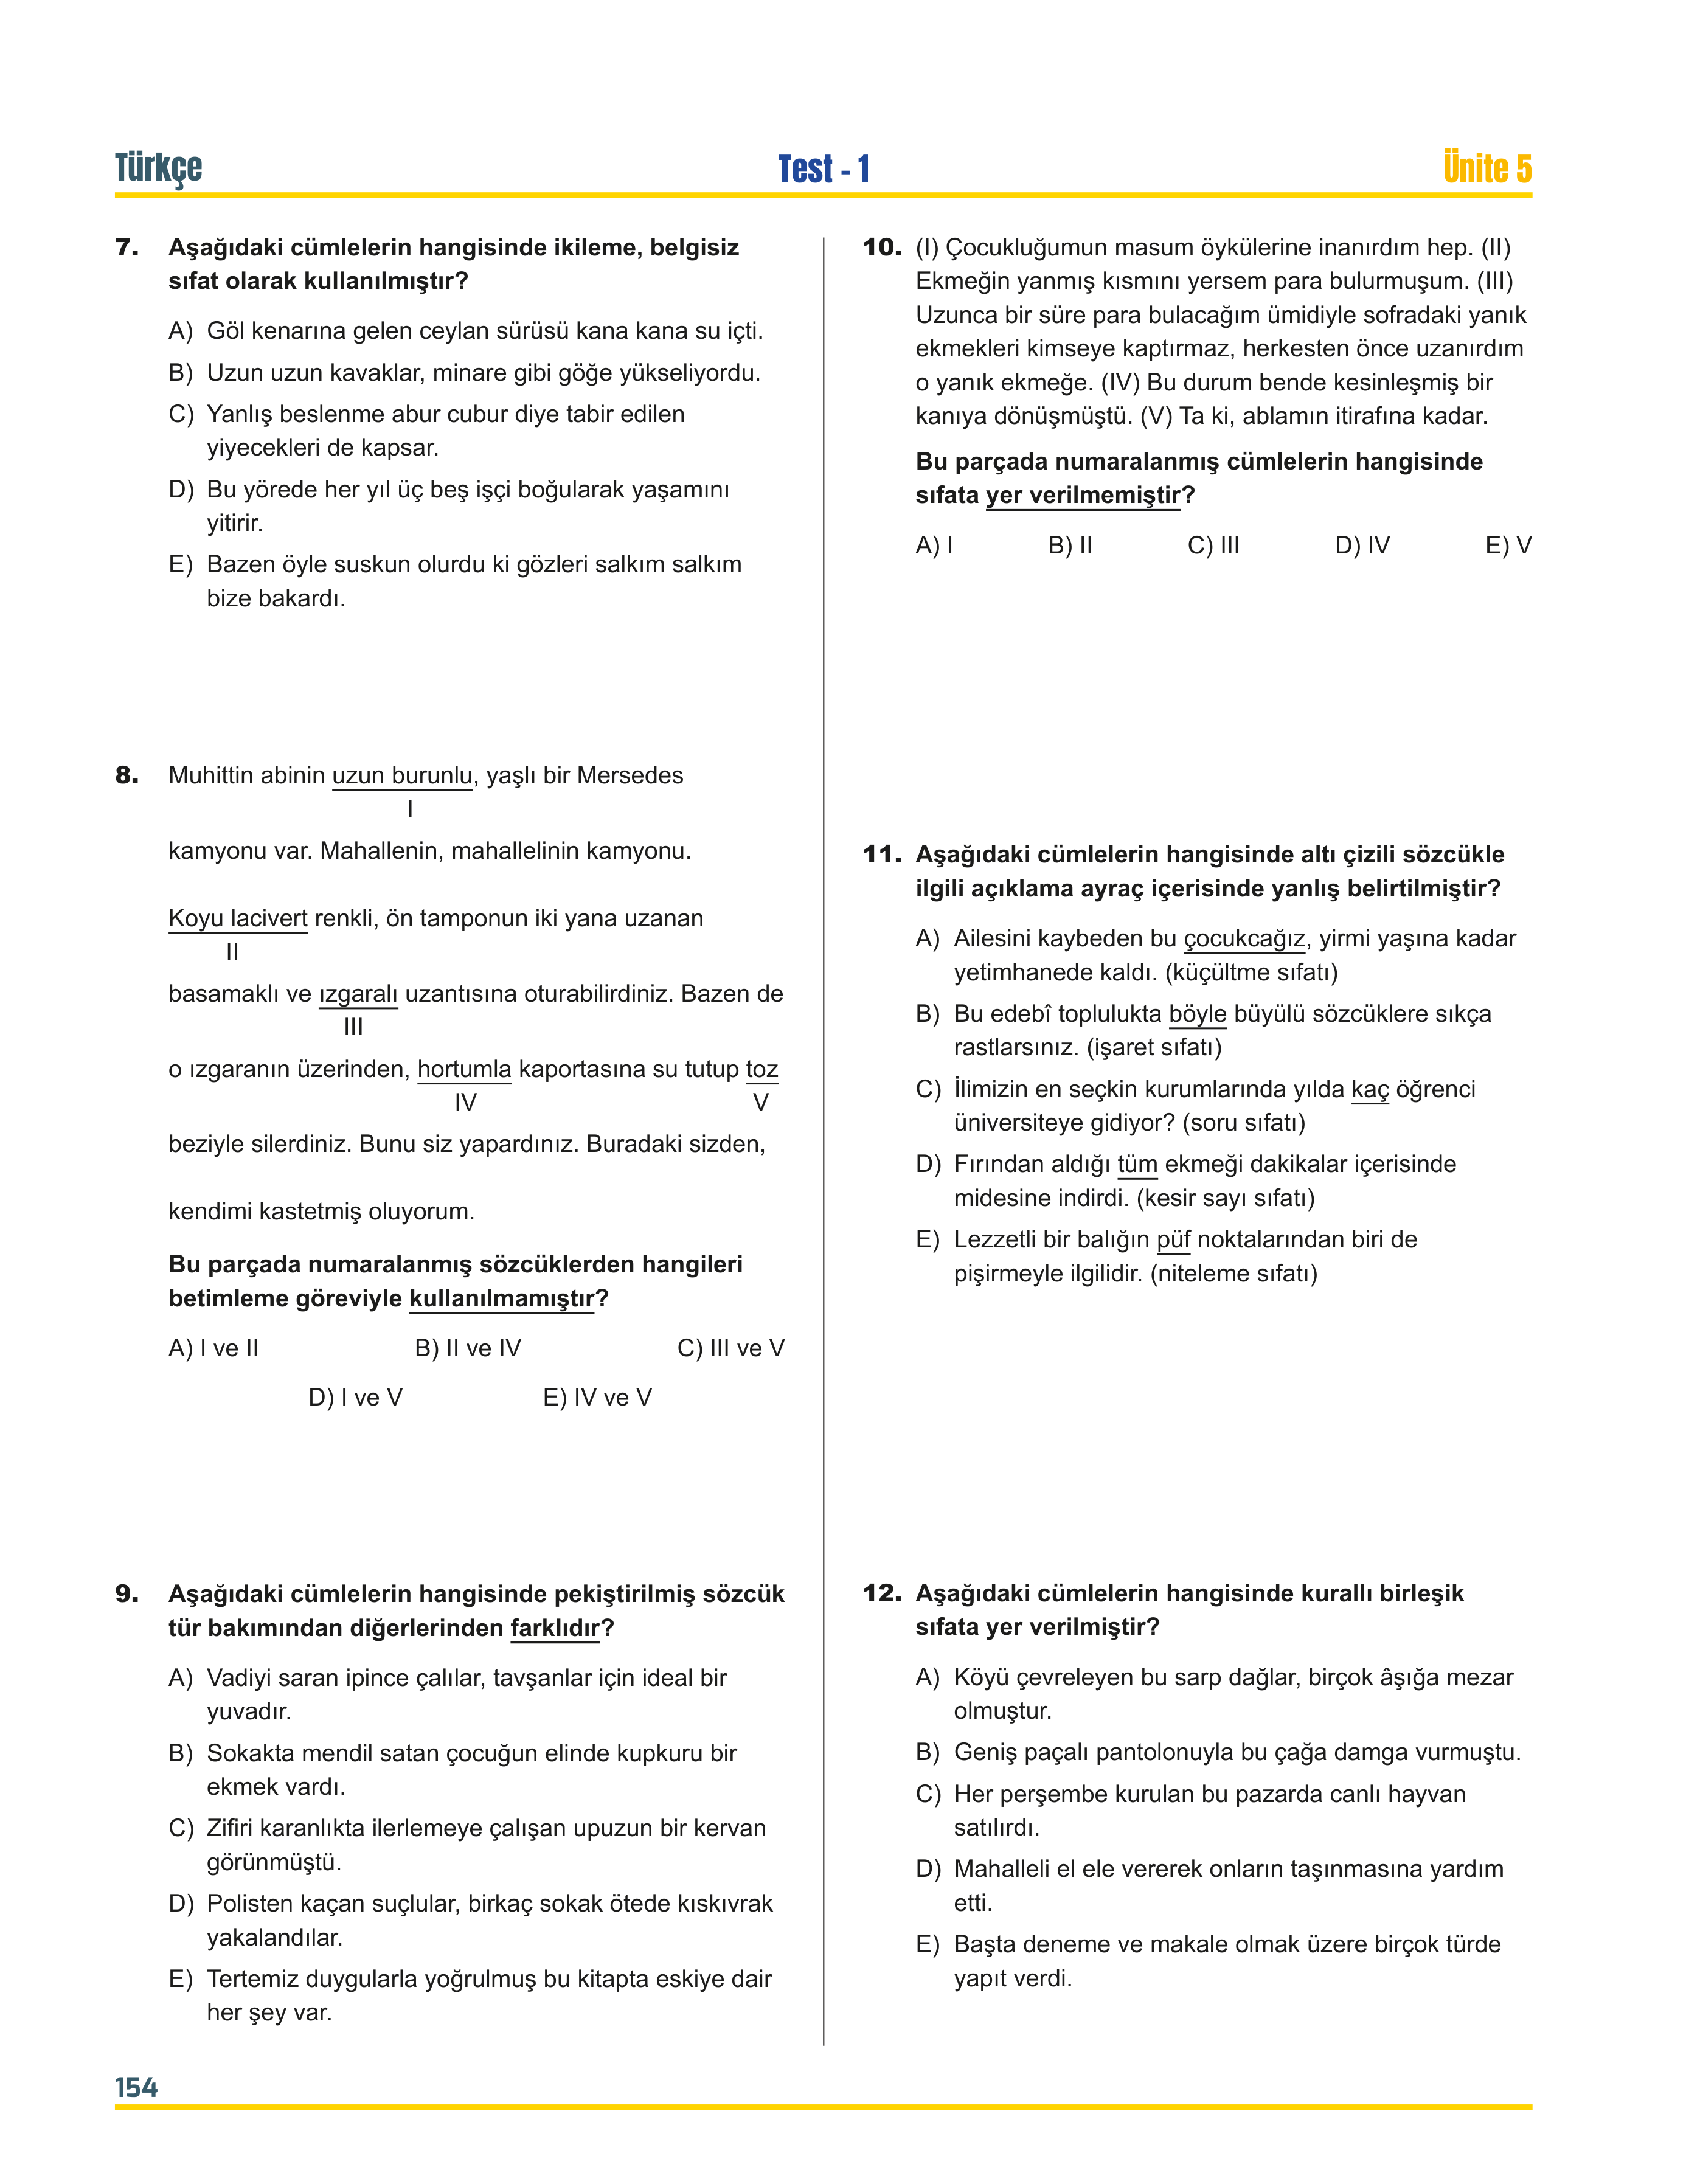 Türkçe
Test - 1
Ünite 5
7. Aşağıdaki cümlelerin hangisinde ikileme, belgisiz
sıfat olarak kullanılmıştır?
A) Göl kenarına gelen ceylan sürüsü kana kana su içti.
B) Uzun uzun kavaklar, minare gibi göğe yükseliyordu.
C) Yanlış beslenme abur cubur diye tabir edilen
yiyecekleri de kapsar.
D) Bu yörede her yıl üç beş işçi boğularak yaşamını
yitirir.
E) Bazen öyle suskun olurdu ki gözleri salkım salkım
bize bakardı.
8. Muhittin abinin uzun burunlu, yaşlı bir Mersedes
I
kamyonu var. Mahallenin, mahallelinin kamyonu.
Koyu lacivert renkli, ön tamponun iki yana uzanan
II
basamaklı ve ızgaralı uzantısına oturabilirdiniz. Bazen de
III
o ızgaranın üzerinden, hortumla kaportasına su tutup toz
IV V
beziyle silerdiniz. Bunu siz yapardınız. Buradaki sizden,
kendimi kastetmiş oluyorum.
Bu parçada numaralanmış sözcüklerden hangileri
betimleme göreviyle kullanılmamıştır?
A) I ve II B) II ve IV C) III ve V
D) I ve V E) IV ve V
9. Aşağıdaki cümlelerin hangisinde pekiştirilmiş sözcük
tür bakımından diğerlerinden farklıdır?
A) Vadiyi saran ipince çalılar, tavşanlar için ideal bir
yuvadır.
B) Sokakta mendil satan çocuğun elinde kupkuru bir
ekmek vardı.
C) Zifiri karanlıkta ilerlemeye çalışan upuzun bir kervan
görünmüştü.
D) Polisten kaçan suçlular, birkaç sokak ötede kıskıvrak
yakalandılar.
E) Tertemiz duygularla yoğrulmuş bu kitapta eskiye dair
her şey var.
10. (I) Çocukluğumun masum öykülerine inanırdım hep. (II)
Ekmeğin yanmış kısmını yersem para bulurmuşum. (III)
Uzunca bir süre para bulacağım ümidiyle sofradaki yanık
ekmekleri kimseye kaptırmaz, herkesten önce uzanırdım
o yanık ekmeğe. (IV) Bu durum bende kesinleşmiş bir
kanıya dönüşmüştü. (V) Ta ki, ablamın itirafına kadar.
Bu parçada numaralanmış cümlelerin hangisinde
sıfata yer verilmemiştir?
A) I B) II C) III D) IV E) V
11. Aşağıdaki cümlelerin hangisinde altı çizili sözcükle
ilgili açıklama ayraç içerisinde yanlış belirtilmiştir?
A) Ailesini kaybeden bu çocukcağız, yirmi yaşına kadar
yetimhanede kaldı. (küçültme sıfatı)
B) Bu edebî toplulukta böyle büyülü sözcüklere sıkça
rastlarsınız. (işaret sıfatı)
C) İlimizin en seçkin kurumlarında yılda kaç öğrenci
üniversiteye gidiyor? (soru sıfatı)
D) Fırından aldığı tüm ekmeği dakikalar içerisinde
midesine indirdi. (kesir sayı sıfatı)
E) Lezzetli bir balığın püf noktalarından biri de
pişirmeyle ilgilidir. (niteleme sıfatı)
12. Aşağıdaki cümlelerin hangisinde kurallı birleşik
sıfata yer verilmiştir?
A) Köyü çevreleyen bu sarp dağlar, birçok âşığa mezar
olmuştur.
B) Geniş paçalı pantolonuyla bu çağa damga vurmuştu.
C) Her perşembe kurulan bu pazarda canlı hayvan
satılırdı.
D) Mahalleli el ele vererek onların taşınmasına yardım
etti.
E) Başta deneme ve makale olmak üzere birçok türde
yapıt verdi.
154